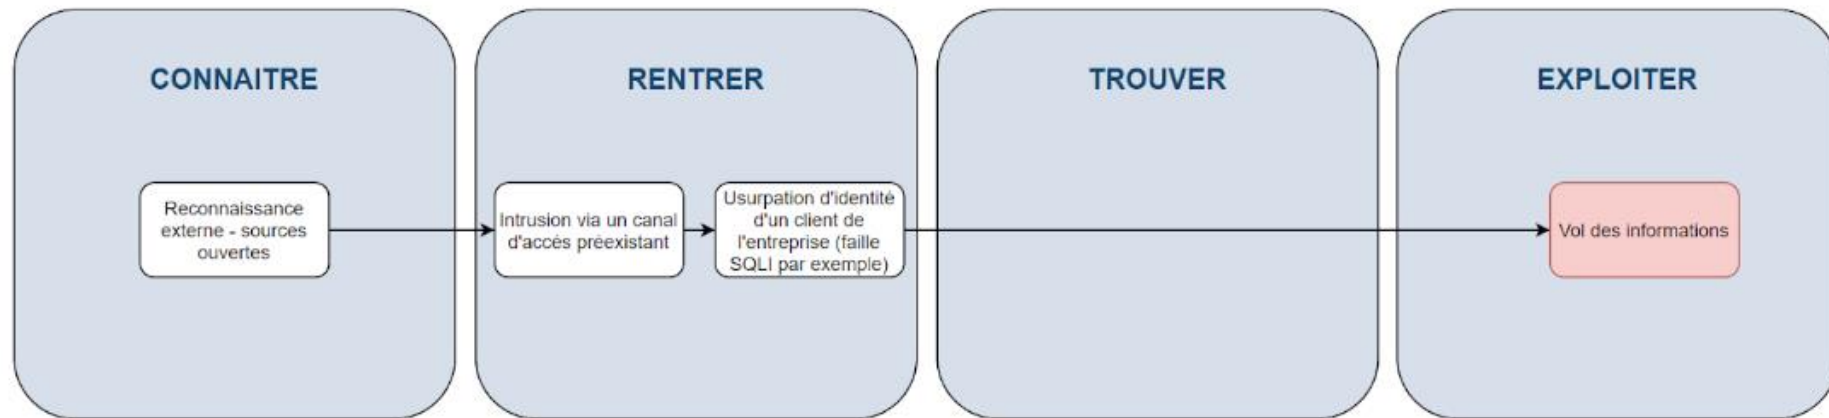 CONNAITRE
RENTRER
TROUVER
EXPLOITER
Reconnaissance
externe - sources
ouvertes
Intrusion via un canal
d'accès préexistant
Usurpation d'identité
d'un client de
l'entreprise (faille
SQLI par exemple)
Vol des informations